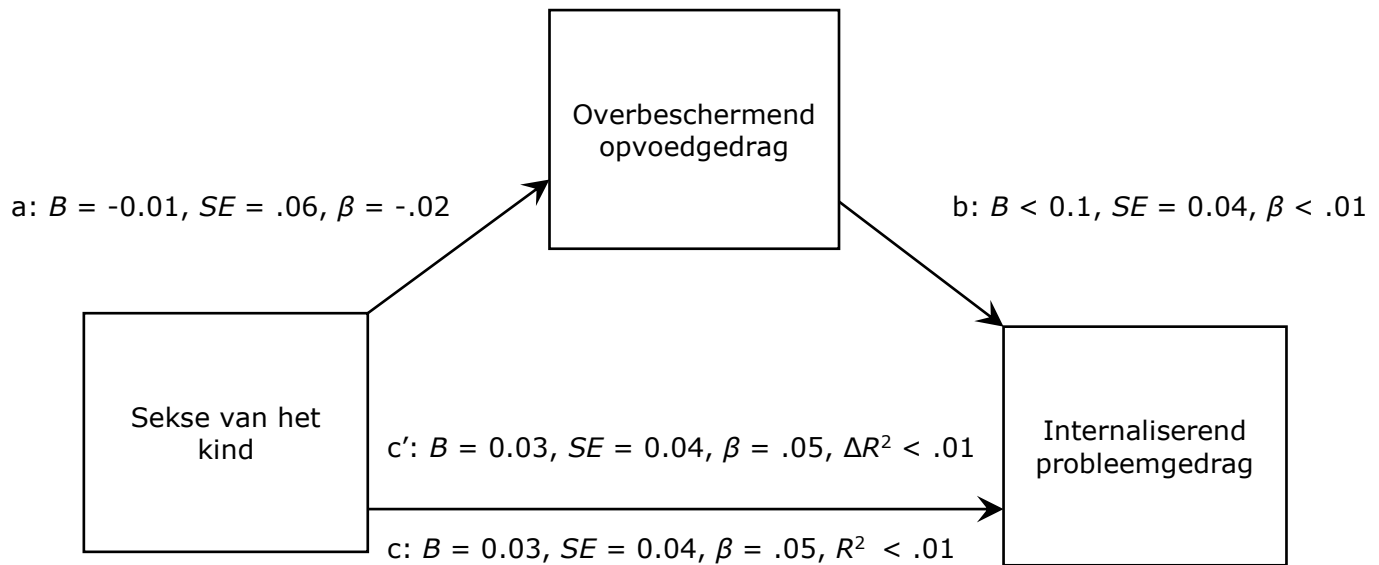 Overbeschermend
opvoedgedrag
a: B = -0.01, SE = .06, β = -.02
b: B < 0.1, SE = 0.04, β < .01
Sekse van het
kind
c’: B = 0.03, SE = 0.04, β = .05, ΔR² < .01
Internaliserend
probleemgedrag
c: B = 0.03, SE = 0.04, β = .05, R² < .01